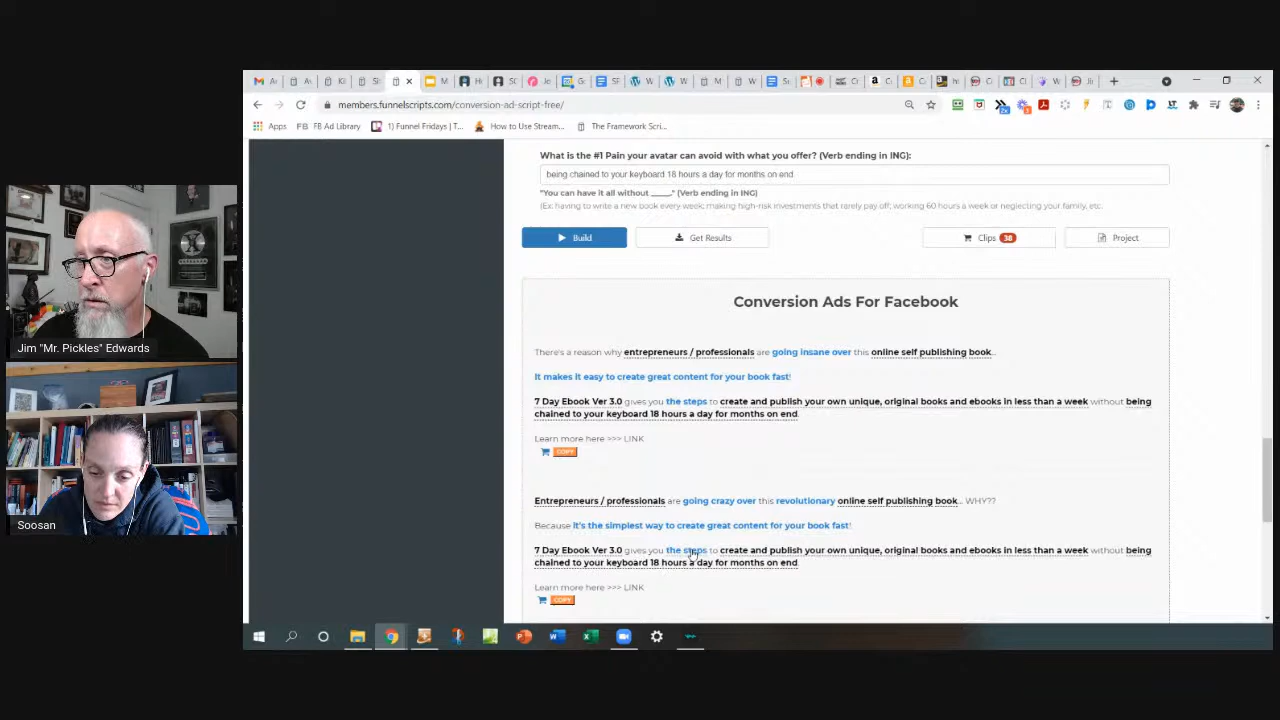 members.funnelscripts.com/conversion-ad-script-free/
Apps
FB Ad Library
1) Funnel Fridays | T...
How to Use Stream...
The Framework Scri...
What is the #1 Pain your avatar can avoid with what you offer? (Verb ending in ING):
being chained to your keyboard 18 hours a day for months on end
"You can have it all without _____." (Verb ending in ING)
(Ex: having to write a new book every week; making high-risk investments that rarely pay off; working 60 hours a week or neglecting your family, etc.
Build
Get Results
Clips 38
Project
Conversion Ads For Facebook
There's a reason why entrepreneurs / professionals are going insane over this online self publishing book...
It makes it easy to create great content for your book fast!
7 Day Ebook Ver 3.0 gives you the steps to create and publish your own unique, original books and ebooks in less than a week without being
chained to your keyboard 18 hours a day for months on end.
Learn more here >>> LINK
COPY
Entrepreneurs / professionals are going crazy over this revolutionary online self publishing book... WHY??
Because it's the simplest way to create great content for your book fast!
7 Day Ebook Ver 3.0 gives you the steps to create and publish your own unique, original books and ebooks in less than a week without being
chained to your keyboard 18 hours a day for months on end.
Learn more here >>> LINK
COPY
Jim "Mr. Pickles" Edwards
Soosan